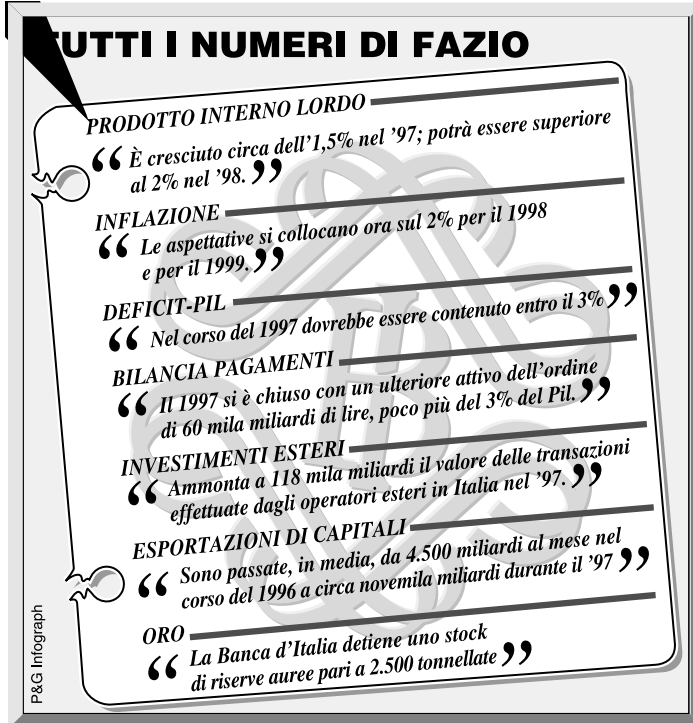 TUTTI I NUMERI DI FAZIO
PRODOTTO INTERNO LORDO
“È cresciuto circa dell’1,5% nel ’97; potrà essere superiore
al 2% nel ’98.”
INFLAZIONE
“Le aspettative si collocano ora sul 2% per il 1998
e per il 1999.”
DEFICIT-PIL
“Nel corso del 1997 dovrebbe essere contenuto entro il 3%”
BILANCIA PAGAMENTI
“Il 1997 si è chiuso con un ulteriore attivo dell’ordine
di 60 mila miliardi di lire, poco più del 3% del Pil.”
INVESTIMENTI ESTERI
“Ammonta a 118 mila miliardi il valore delle transazioni
effettuate dagli operatori esteri in Italia nel ’97.”
ESPORTAZIONI DI CAPITALI
“Sono passate, in media, da 4.500 miliardi al mese nel
corso del 1996 a circa novemila miliardi durante il ’97”
ORO
“La Banca d’Italia detiene uno stock
di riserve auree pari a 2.500 tonnellate”
P&G Infograph